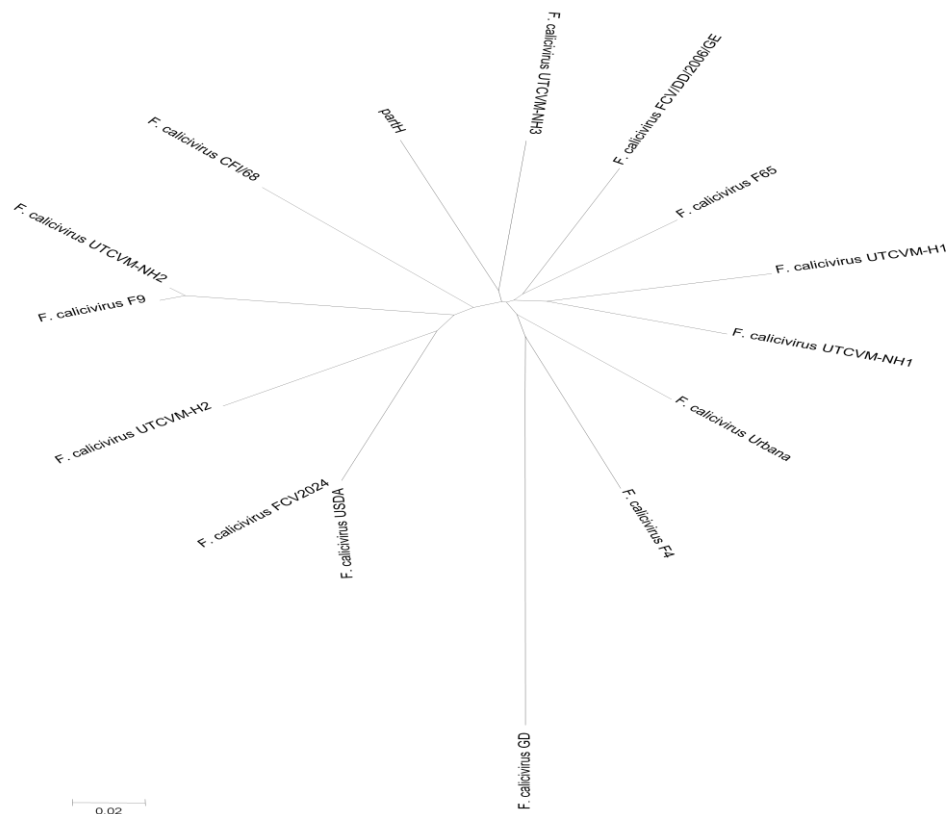 F. calicivirus UTCVM-NH3
F. calicivirus FCV/DD/2006/GE
partH
F. calicivirus CFI/68
F. calicivirus F65
F. calicivirus UTCVM-NH2
F. calicivirus UTCVM-H1
F. calicivirus F9
F. calicivirus UTCVM-NH1
F. calicivirus UTCVM-H2
F. calicivirus Urbana
F. calicivirus FCV2024
F. calicivirus USDA
F. calicivirus F4
F. calicivirus GD
0.02